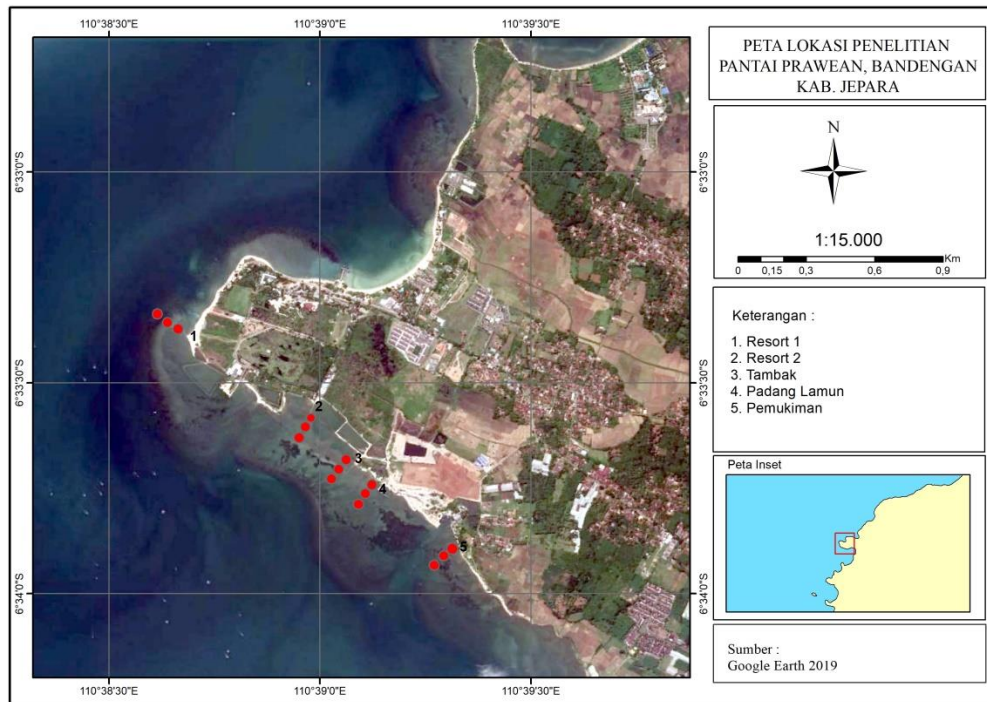 110°38'30"E 110°39'0"E 110°39'30"E
6°33'0"S 6°33'0"S
6°33'30"S 6°33'30"S
6°34'0"S 6°34'0"S
1
2
3
4
5
110°38'30"E 110°39'0"E 110°39'30"E
PETA LOKASI PENELITIAN
PANTAI PRAWEAN, BANDENGAN
KAB. JEPARA
N
1:15.000
Km
0 0,15 0,3 0,6 0,9
Keterangan :
1. Resort 1
2. Resort 2
3. Tambak
4. Padang Lamun
5. Pemukiman
Peta Inset
Sumber :
Google Earth 2019